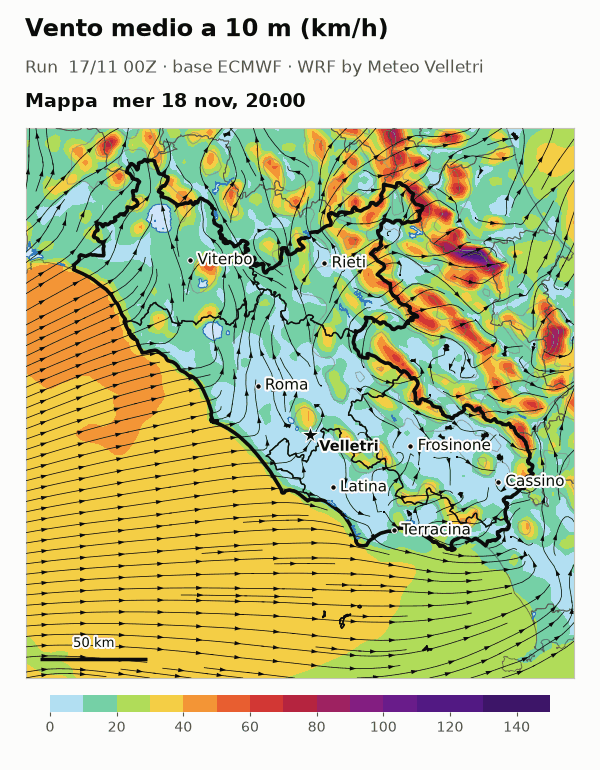 Vento medio a 10 m (km/h)
Run  17/11 00Z · base ECMWF · WRF by Meteo Velletri
Mappa  mer 18 nov, 20:00
Viterbo
Rieti
Roma
Velletri
Frosinone
Latina
Cassino
Terracina
50 km
0 20 40 60 80 100 120 140